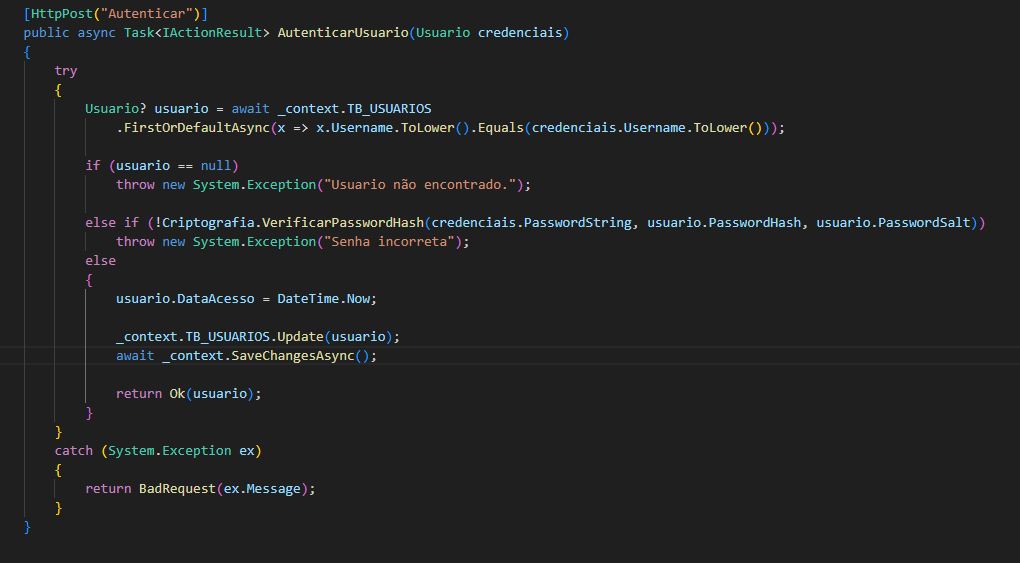 [HttpPost("Autenticar")]
public async Task<IActionResult> AutenticarUsuario(Usuario credenciais)
{
try
{
Usuario? usuario = await _context.TB_USUARIOS
.FirstOrDefaultAsync(x => x.Username.ToLower().Equals(credenciais.Username.ToLower()));
if (usuario == null)
throw new System.Exception("Usuario não encontrado.");
else if (!Criptografia.VerificarPasswordHash(credenciais.PasswordString, usuario.PasswordHash, usuario.PasswordSalt))
throw new System.Exception("Senha incorreta");
else
{
usuario.DataAcesso = DateTime.Now;
_context.TB_USUARIOS.Update(usuario);
await _context.SaveChangesAsync();
return Ok(usuario);
}
}
catch (System.Exception ex)
{
return BadRequest(ex.Message);
}
}